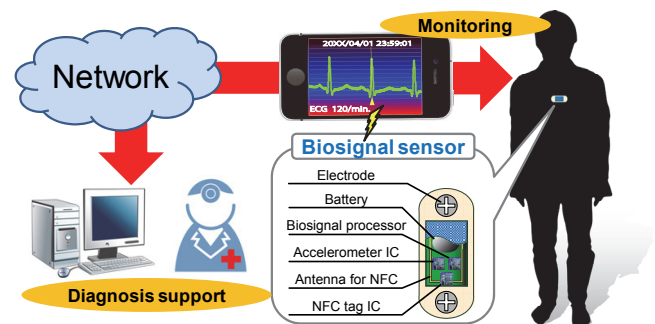 Monitoring
20XX/04/01 23:59:01
Network
ECG 120/min.
Biosignal sensor
Electrode
Battery
Biosignal processor
Accelerometer IC
Antenna for NFC
NFC tag IC
Diagnosis support